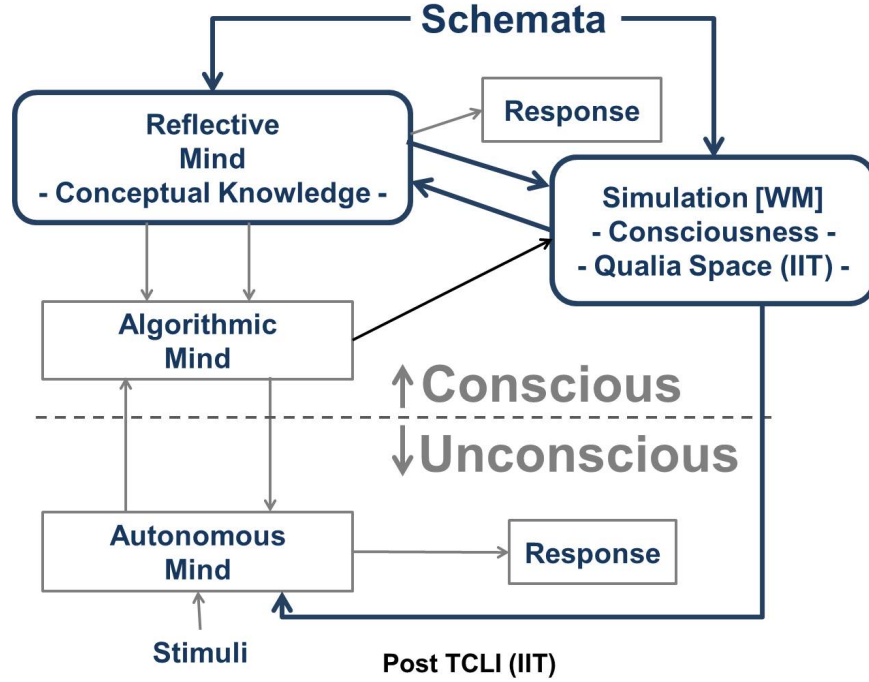 Schemata
Reflective
Mind
- Conceptual Knowledge -
Response
Simulation [WM]
- Consciousness -
- Qualia Space (IIT) -
Algorithmic
Mind
Conscious
Unconscious
Autonomous
Mind
Response
Stimuli
Post TCLI (IIT)